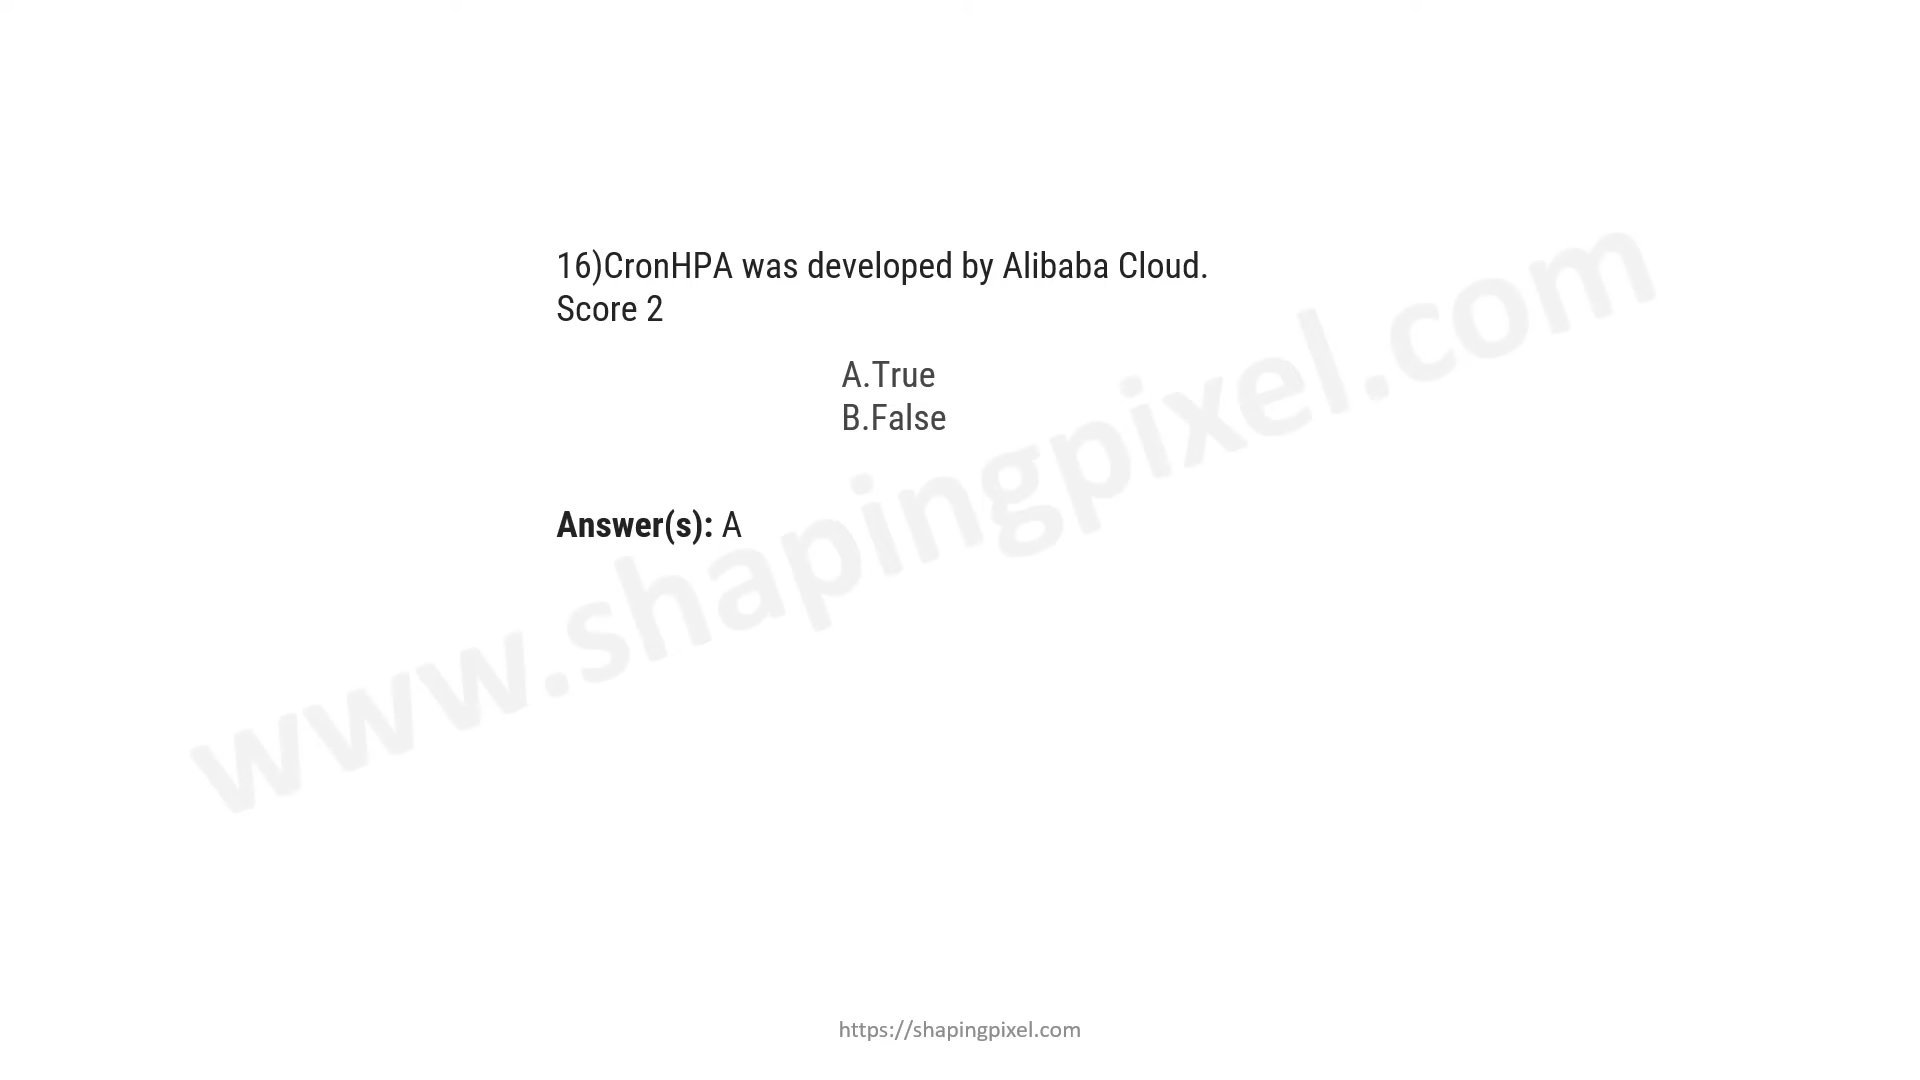 16)CronHPA was developed by Alibaba Cloud.
Score 2
A.True
B.False
Answer(s): A
www.shapingpixel.com
https://shapingpixel.com